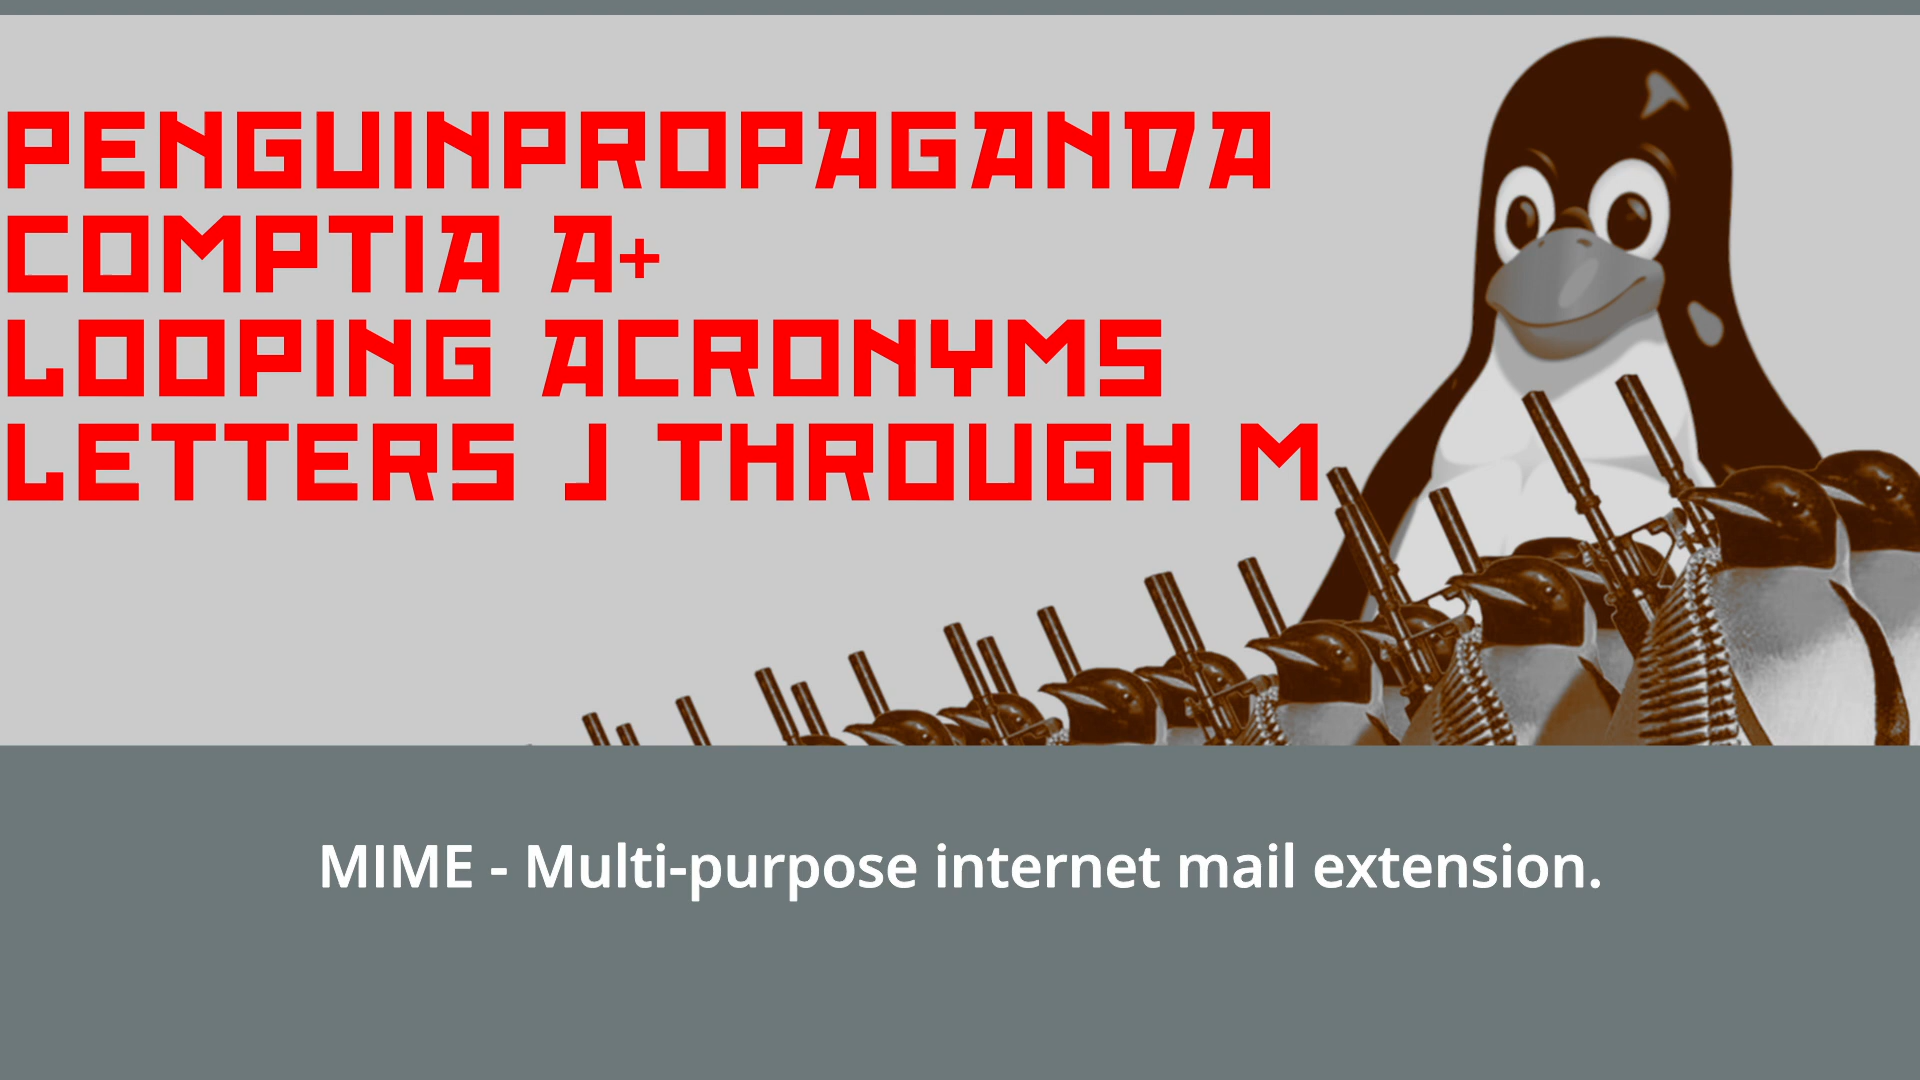 PENGUINPROPAGANDA
COMPTIA A+
LOOPING ACRONYMS
LETTERS J THROUGH M
MIME - Multi-purpose internet mail extension.